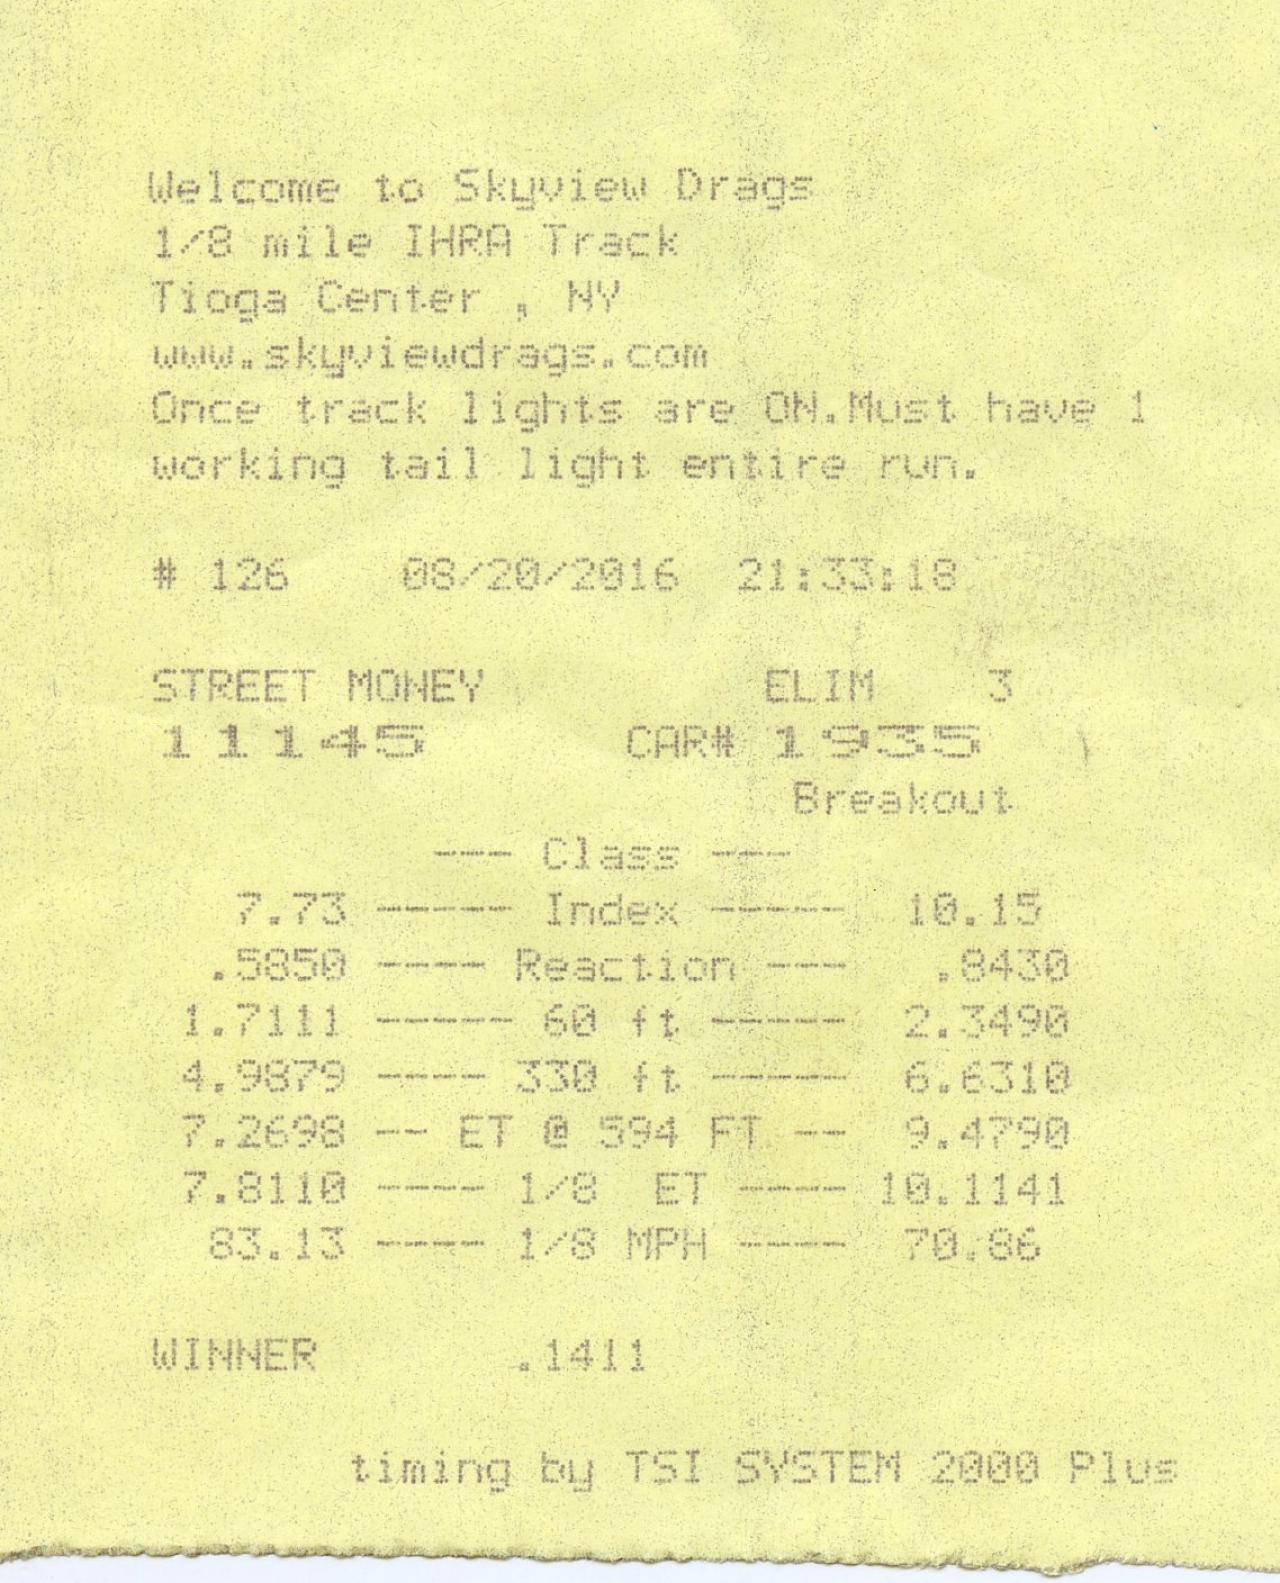 Welcome to Skyview Drags
1/8 mile IHRA Track
Tioga Center , NY
www.skyviewdrags.com
Once track lights are ON.Must have 1
working tail light entire run.
# 126 08/20/2016 21:33:18
STREET MONEY ELIM 3
11145 CAR# 1935
Breakout
--- Class ---
7.73 ----- Index ----- 10.15
.5850 ---- Reaction --- .8430
1.7111 ----- 60 ft ----- 2.3490
4.9879 ---- 330 ft ----- 6.6310
7.2698 -- ET @ 594 FT -- 9.4790
7.8110 ---- 1/8 ET ---- 10.1141
83.13 ---- 1/8 MPH ---- 70.86
WINNER .1411
timing by TSI SYSTEM 2000 Plus